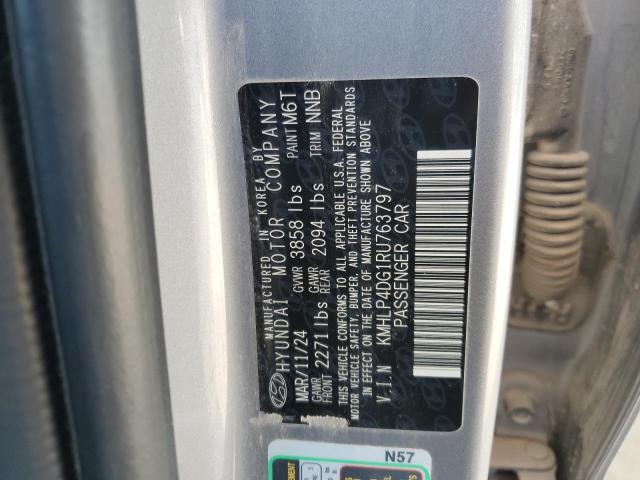 MANUFACTURED IN KOREA BY
HYUNDAI MOTOR COMPANY
MAR/11/24 GVWR 3858 lbs PAINT M6T
GAWR FRONT 2271 lbs GAWR REAR 2094 lbs TRIM NNB
THIS VEHICLE CONFORMS TO ALL APPLICABLE U.S.A. FEDERAL
MOTOR VEHICLE SAFETY, BUMPER, AND THEFT PREVENTION STANDARDS
IN EFFECT ON THE DATE OF MANUFACTURE SHOWN ABOVE
V.I.N KMHLP4DG1RU763797
PASSENGER CAR
N57